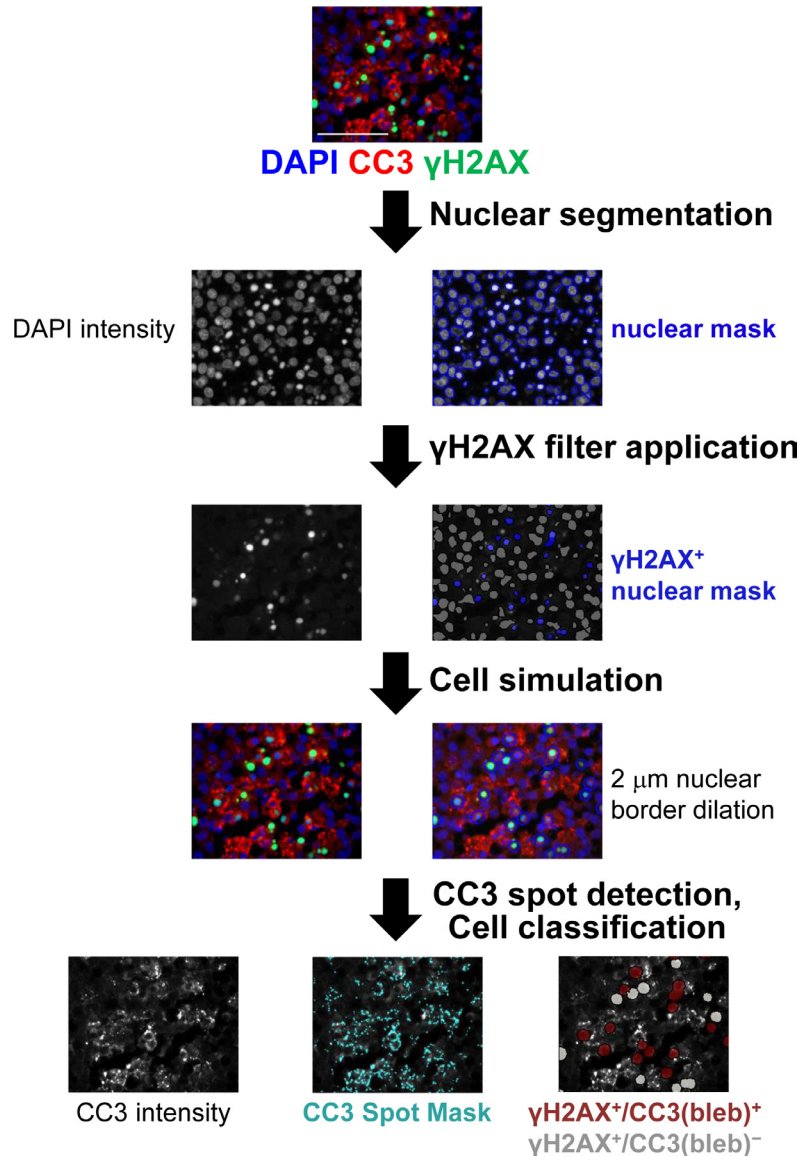 DAPI CC3 γH2AX
Nuclear segmentation
DAPI intensity
nuclear mask
γH2AX filter application
γH2AX⁺
nuclear mask
Cell simulation
2 μm nuclear
border dilation
CC3 spot detection,
Cell classification
CC3 intensity
CC3 Spot Mask
γH2AX⁺/CC3(bleb)⁺
γH2AX⁺/CC3(bleb)⁻